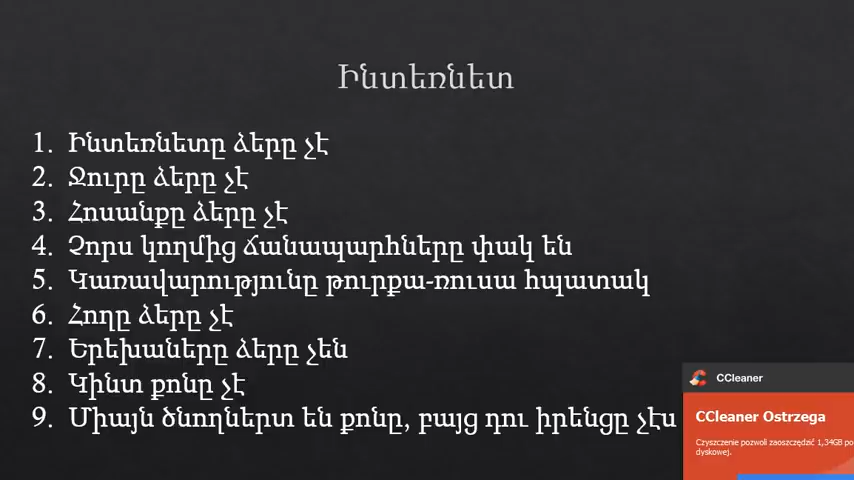 Ինտեռնետ
1. Ինտեռնետը ձերը չէ
2. Ջուրը ձերը չէ
3. Հոսանքը ձերը չէ
4. Չորս կողմից ճանապարհները փակ են
5. Կառավարությունը թուրքա-ռուսա հպատակ
6. Հողը ձերը չէ
7. Երեխաները ձերը չեն
8. Կինտ քոնը չէ
9. Միայն ծնողներտ են քոնը, բայց դու իրենցը չէս
CCleaner
CCleaner Ostrzega
Czyszczenie pozwoli zaoszczędzić 1,34GB po
dyskowej.